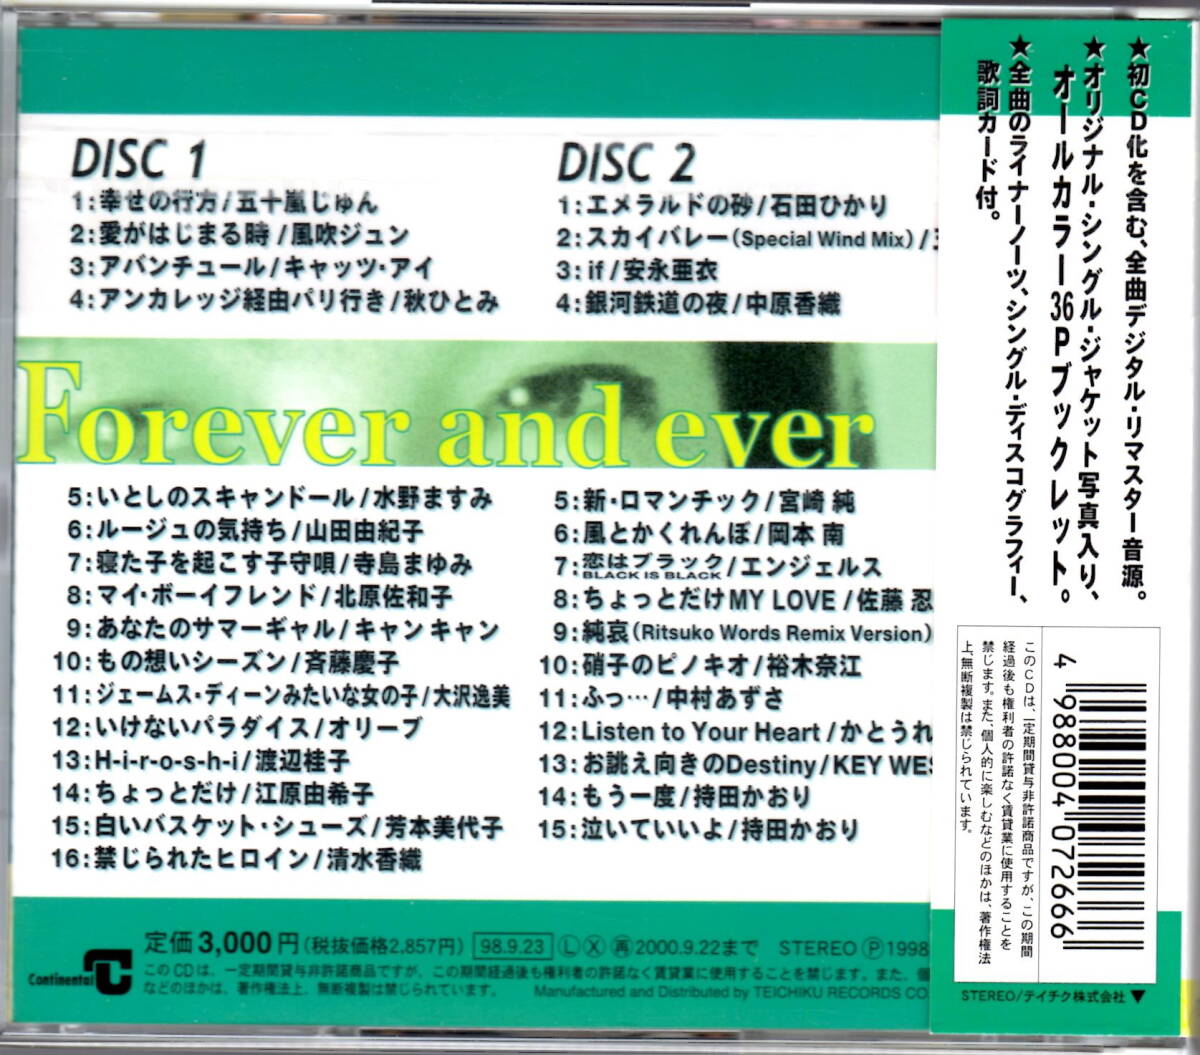 DISC 1
1:幸せの行方/五十嵐じゅん
2:愛がはじまる時/風吹ジュン
3:アバンチュール/キャッツ・アイ
4:アンカレッジ経由パリ行き/秋ひとみ
DISC 2
1:エメラルドの砂/石田ひかり
2:スカイバレー(Special Wind Mix)/
3:if/安永亜衣
4:銀河鉄道の夜/中原香織
Forever and ever
5:いとしのスキャンドール/水野ますみ
6:ルージュの気持ち/山田由紀子
7:寝た子を起こす子守唄/寺島まゆみ
8:マイ・ボーイフレンド/北原佐和子
9:あなたのサマーギャル/キャン キャン
10:もの想いシーズン/斉藤慶子
11:ジェームス・ディーンみたいな女の子/大沢逸美
12:いけないパラダイス/オリーブ
13:H-i-r-o-s-h-i/渡辺桂子
14:ちょっとだけ/江原由希子
15:白いバスケット・シューズ/芳本美代子
16:禁じられたヒロイン/清水香織
5:新・ロマンチック/宮崎 純
6:風とかくれんぼ/岡本 南
7:恋はブラック/エンジェルス
BLACK IS BLACK
8:ちょっとだけMY LOVE/佐藤 忍
9:純哀(Ritsuko Words Remix Version)
10:硝子のピノキオ/裕木奈江
11:ふっ…/中村あずさ
12:Listen to Your Heart/かとうれ
13:お誂え向きのDestiny/KEY WES
14:もう一度/持田かおり
15:泣いていいよ/持田かおり
定価3,000円(税抜価格2,857円) 98.9.23 Ⓛ Ⓧ 再 2000.9.22まで STEREO Ⓟ1998
Continental
このCDは、一定期間貸与非許諾商品ですが、この期間経過後も権利者の許諾なく賃貸業に使用することを禁じます。また、個
などのほかは、著作権法上、無断複製は禁じられています。 Manufactured and Distributed by TEICHIKU RECORDS CO.
★初CD化を含む、全曲デジタル・リマスター音源。
★オリジナル・シングル・ジャケット写真入り、
オールカラー36Pブックレット。
★全曲のライナーノーツ、シングル・ディスコグラフィー、
歌詞カード付。
このCDは、一定期間貸与非許諾商品ですが、この期間
経過後も権利者の許諾なく賃貸業に使用することを
禁じます。また、個人的に楽しむなどのほかは、著作権法
上、無断複製は禁じられています。
4 988004 072666
STEREO/テイチク株式会社▼